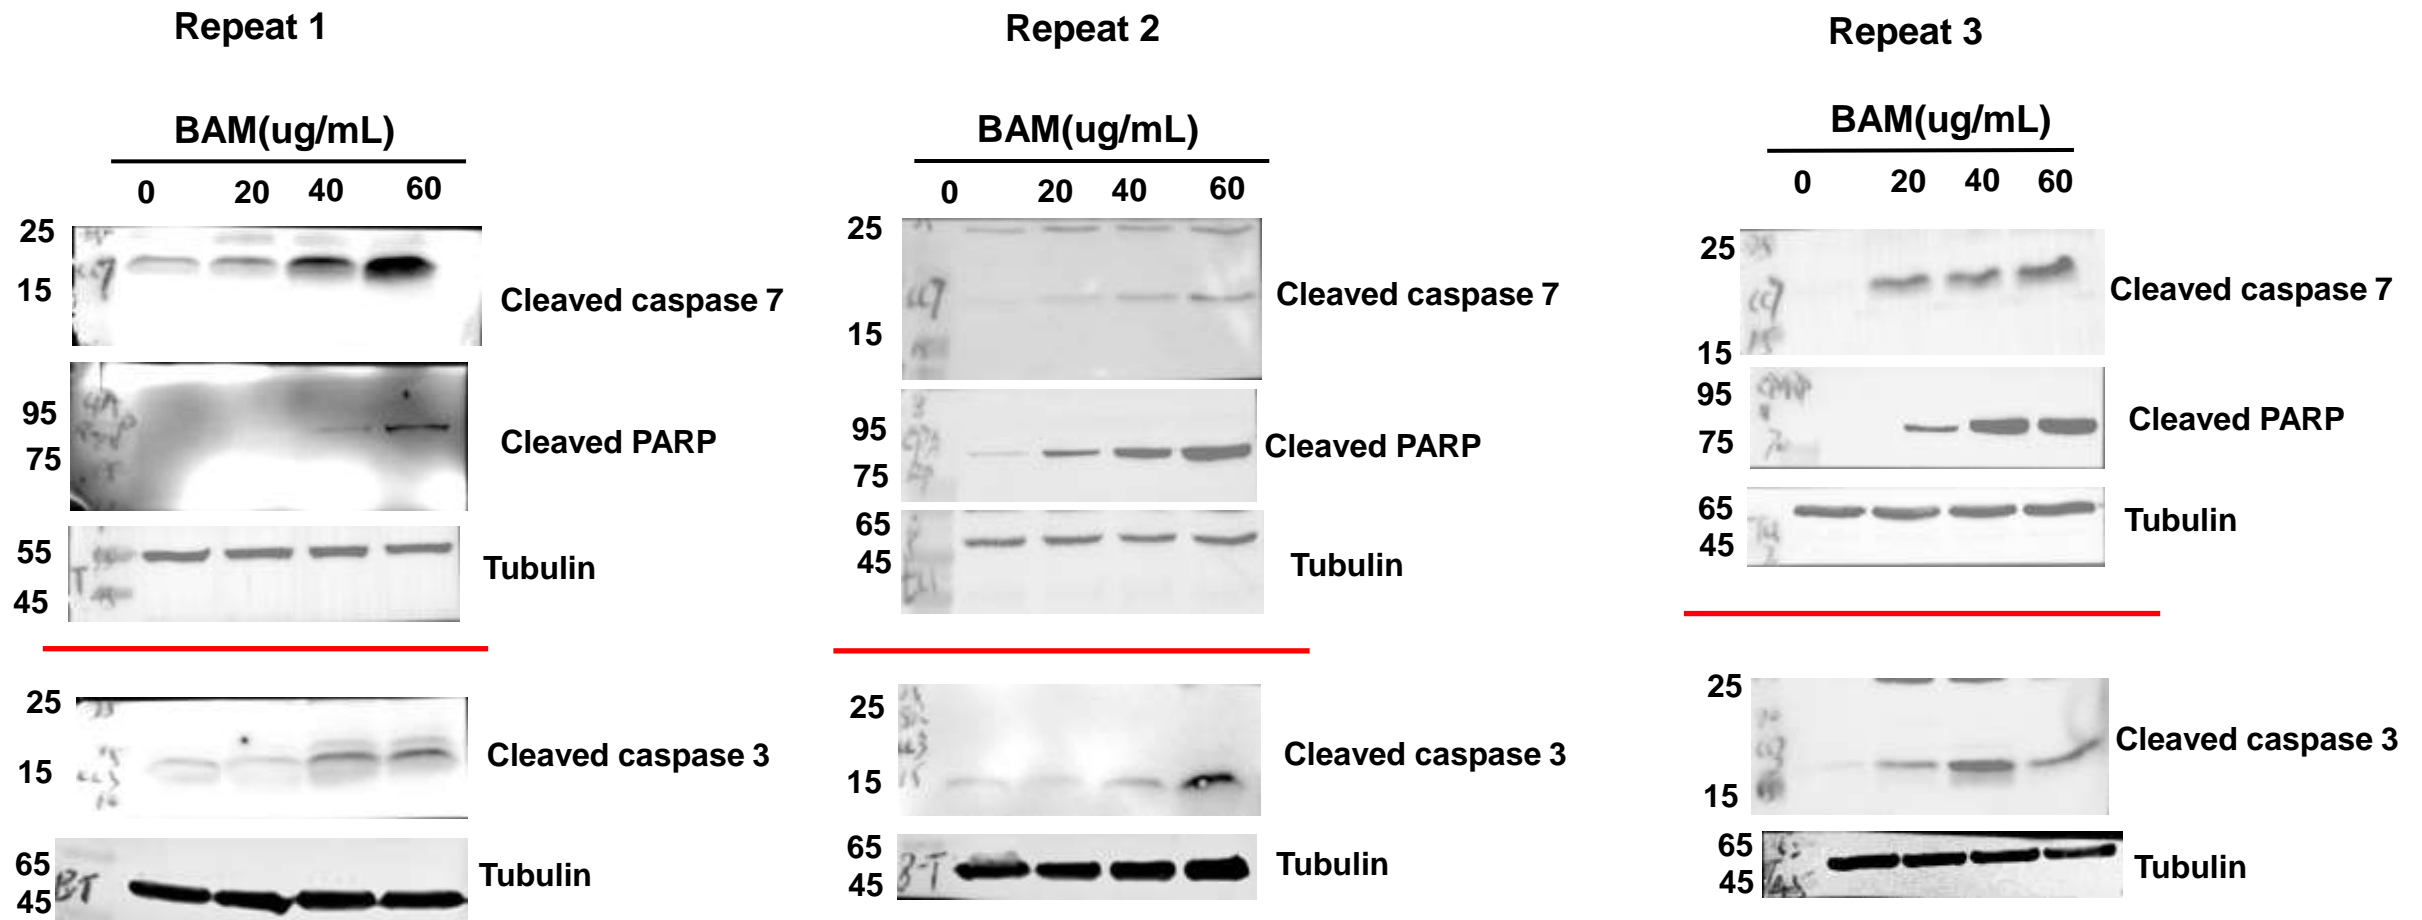 Repeat 1
BAM(ug/mL)
0 20 40 60
25
15
Cleaved caspase 7
95
75
Cleaved PARP
55
45
Tubulin
25
15
Cleaved caspase 3
65
45
BT
Tubulin
Repeat 2
BAM(ug/mL)
0 20 40 60
25
15
CC7
Cleaved caspase 7
95
75
Cleaved PARP
65
45
Tubulin
25
15
Cleaved caspase 3
65
45
B-T
Tubulin
Repeat 3
BAM(ug/mL)
0 20 40 60
25
15
CC7
Cleaved caspase 7
95
75
Cleaved PARP
65
45
Tubulin
25
15
Cleaved caspase 3
65
45
Tubulin